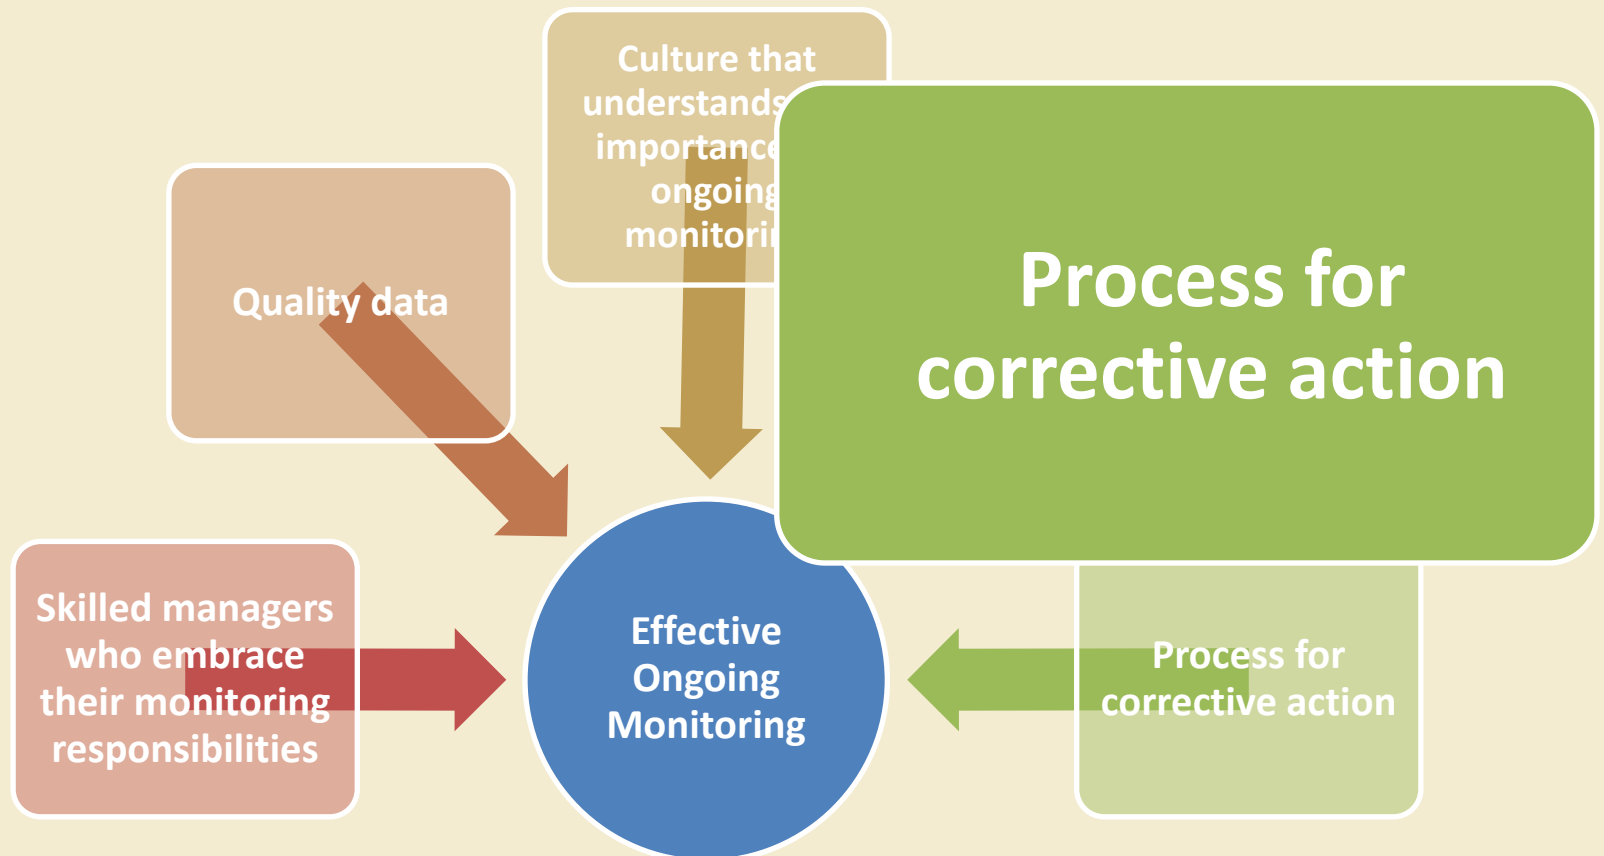 Culture that
understands
importance
ongoing
Process for
corrective action
Quality data
Skilled managers
who embrace
their monitoring
responsibilities
Effective
Ongoing
Monitoring
Process for
corrective action